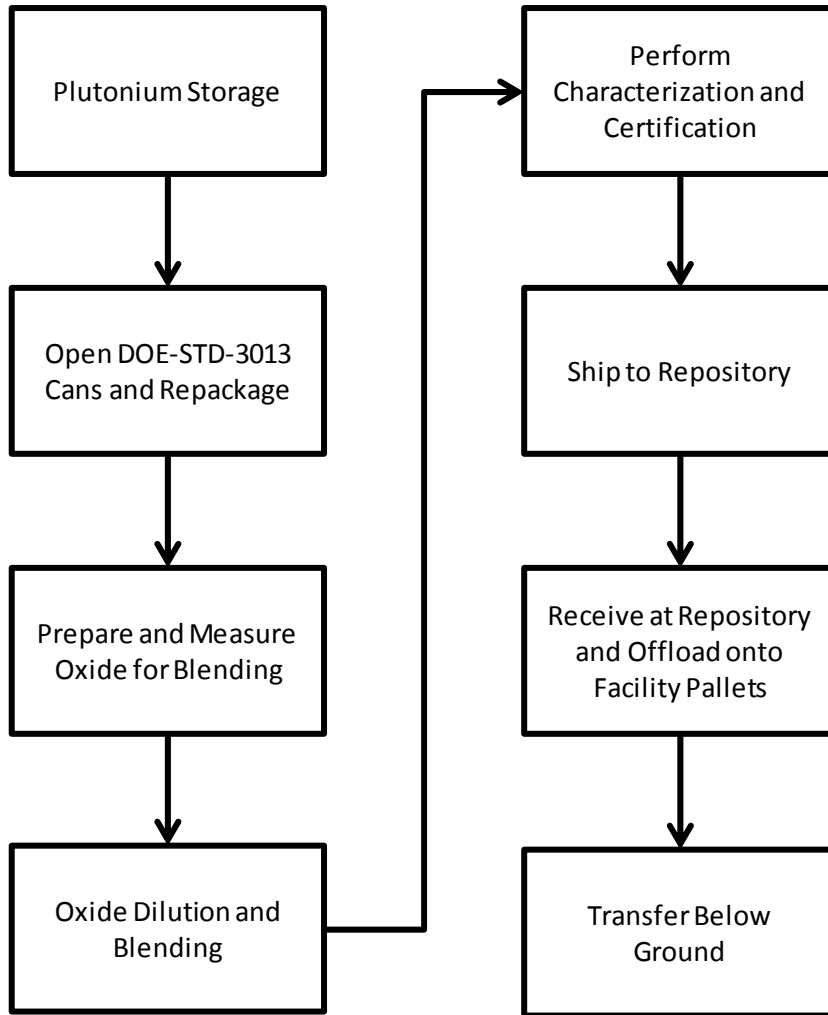 Plutonium Storage
Open DOE-STD-3013
Cans and Repackage
Prepare and Measure
Oxide for Blending
Oxide Dilution and
Blending
Perform
Characterization and
Certification
Ship to Repository
Receive at Repository
and Offload onto
Facility Pallets
Transfer Below
Ground